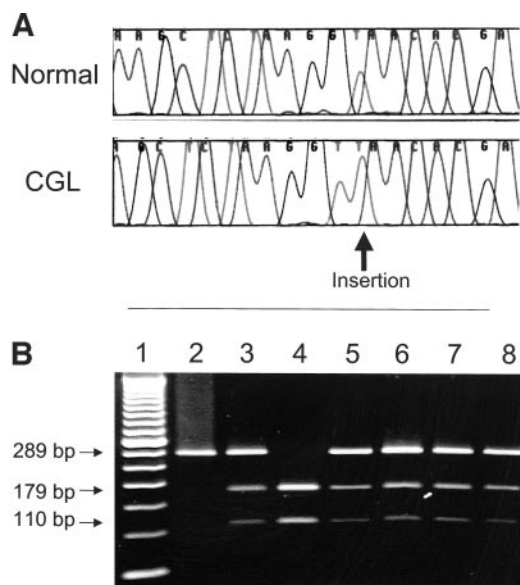 A
A A G C T C T A A G G T A A C A C G A
Normal
A G C T C T A A G G T T A A C A C G A
CGL
Insertion
B
1 2 3 4 5 6 7 8
289 bp
179 bp
110 bp